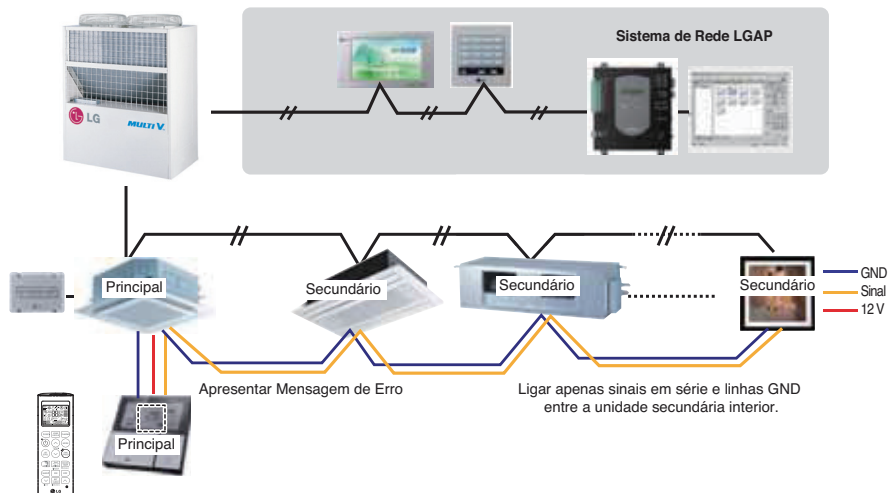 Sistema de Rede LGAP
LG
MULTI V.
Principal
Secundário
Secundário
Secundário
GND
Sinal
12 V
Apresentar Mensagem de Erro
Ligar apenas sinais em série e linhas GND
entre a unidade secundária interior.
Principal
LG